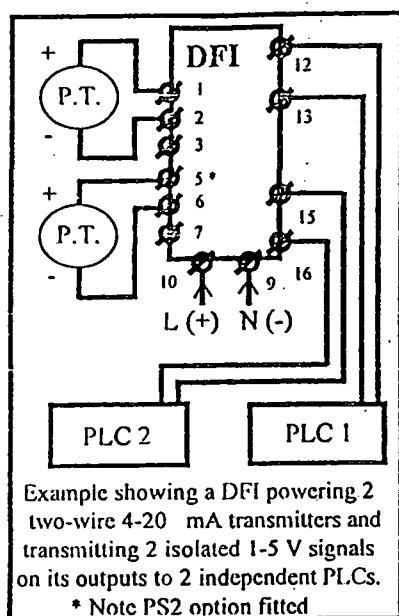 DFI
+
P.T.
-
1
2
3
5*
6
7
+
P.T.
-
12
13
15
16
10
9
L (+) N (-)
PLC 2
PLC 1
Example showing a DFI powering 2
two-wire 4-20 mA transmitters and
transmitting 2 isolated 1-5 V signals
on its outputs to 2 independent PLCs.
* Note PS2 option fitted